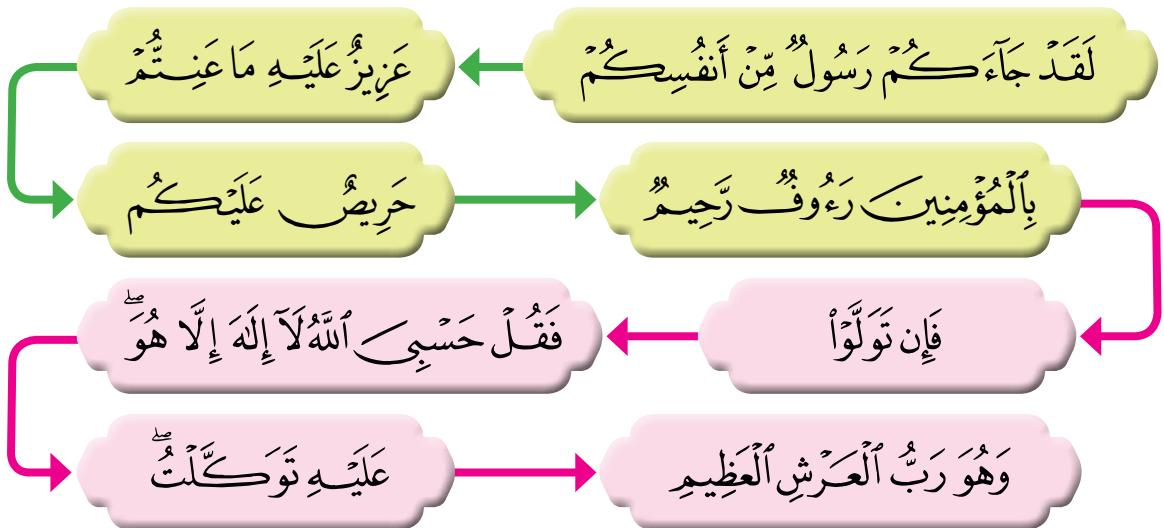 لَقَدۡ جَآءَكُمۡ رَسُولٌ مِّنۡ أَنفُسِكُمۡ
عَزِيزٌ عَلَيۡهِ مَا عَنِتُّمۡ
حَرِيصٌ عَلَيۡكُم
بِٱلۡمُؤۡمِنِينَ رَءُوفٌ رَّحِيمٌ
فَإِن تَوَلَّوۡاْ
فَقُلۡ حَسۡبِيَ ٱللَّهُ لَآ إِلَٰهَ إِلَّا هُوَۖ
عَلَيۡهِ تَوَكَّلۡتُۖ
وَهُوَ رَبُّ ٱلۡعَرۡشِ ٱلۡعَظِيمِ